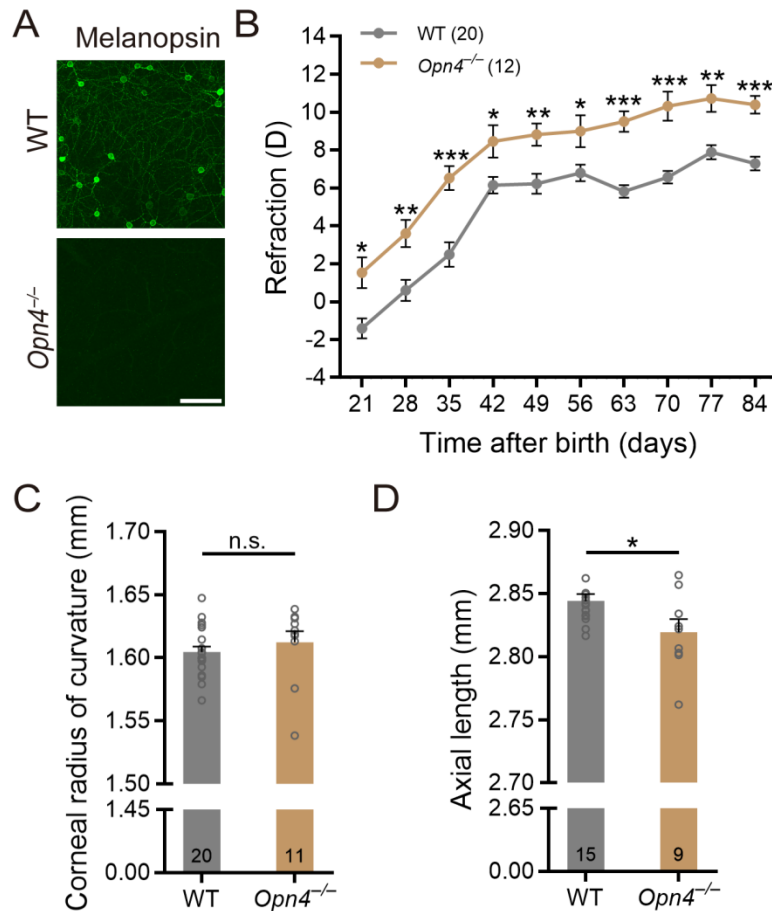 A
Melanopsin
WT
Opn4–/–
B
WT (20)
Opn4–/– (12)
Refraction (D)
14
12
10
8
6
4
2
0
-2
-4
* ** *** * ** * *** *** ** ***
21 28 35 42 49 56 63 70 77 84
Time after birth (days)
C
Corneal radius of curvature (mm)
1.70
1.65
1.60
1.55
1.50
1.45
0.00
n.s.
20 11
WT Opn4–/–
D
Axial length (mm)
2.90
2.85
2.80
2.75
2.70
2.65
0.00
*
15 9
WT Opn4–/–